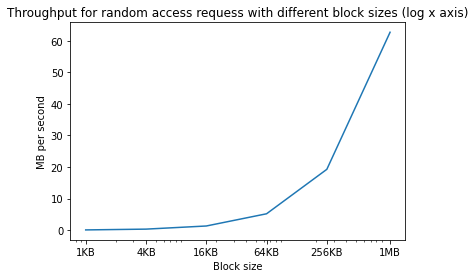 Throughput for random access requess with different block sizes (log x axis)
60
50
40
30
20
10
0
MB per second
1KB 4KB 16KB 64KB 256KB 1MB
Block size